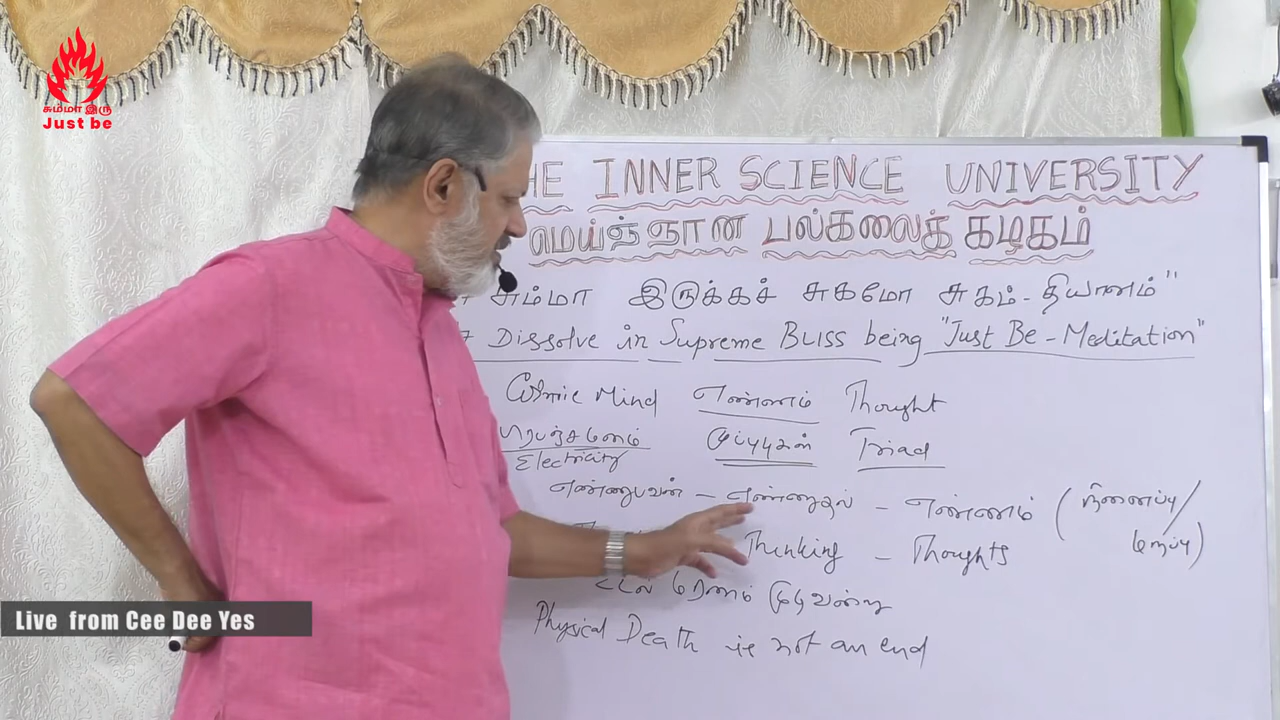 சும்மா இரு
Just be
HE INNER SCIENCE UNIVERSITY
மெய்ஞ்ஞான பல்கலைக் கழகம்
சும்மா இருக்கச் சுகமோ சுகம் - தியானம்"
Dissolve in Supreme BLISS being "Just Be - Meditation"
Cosmic Mind எண்ணம் Thought
பிரபஞ்சமனம் முப்புடிகள் Triad
Electricity
எண்ணுபவன் - எண்ணுதல் - எண்ணம் ( நினைப்பு /
மறப்பு )
Thinking - Thoughts
உடல் மரணம் முடிவன்று
Physical Death is not an end
Live from Cee Dee Yes